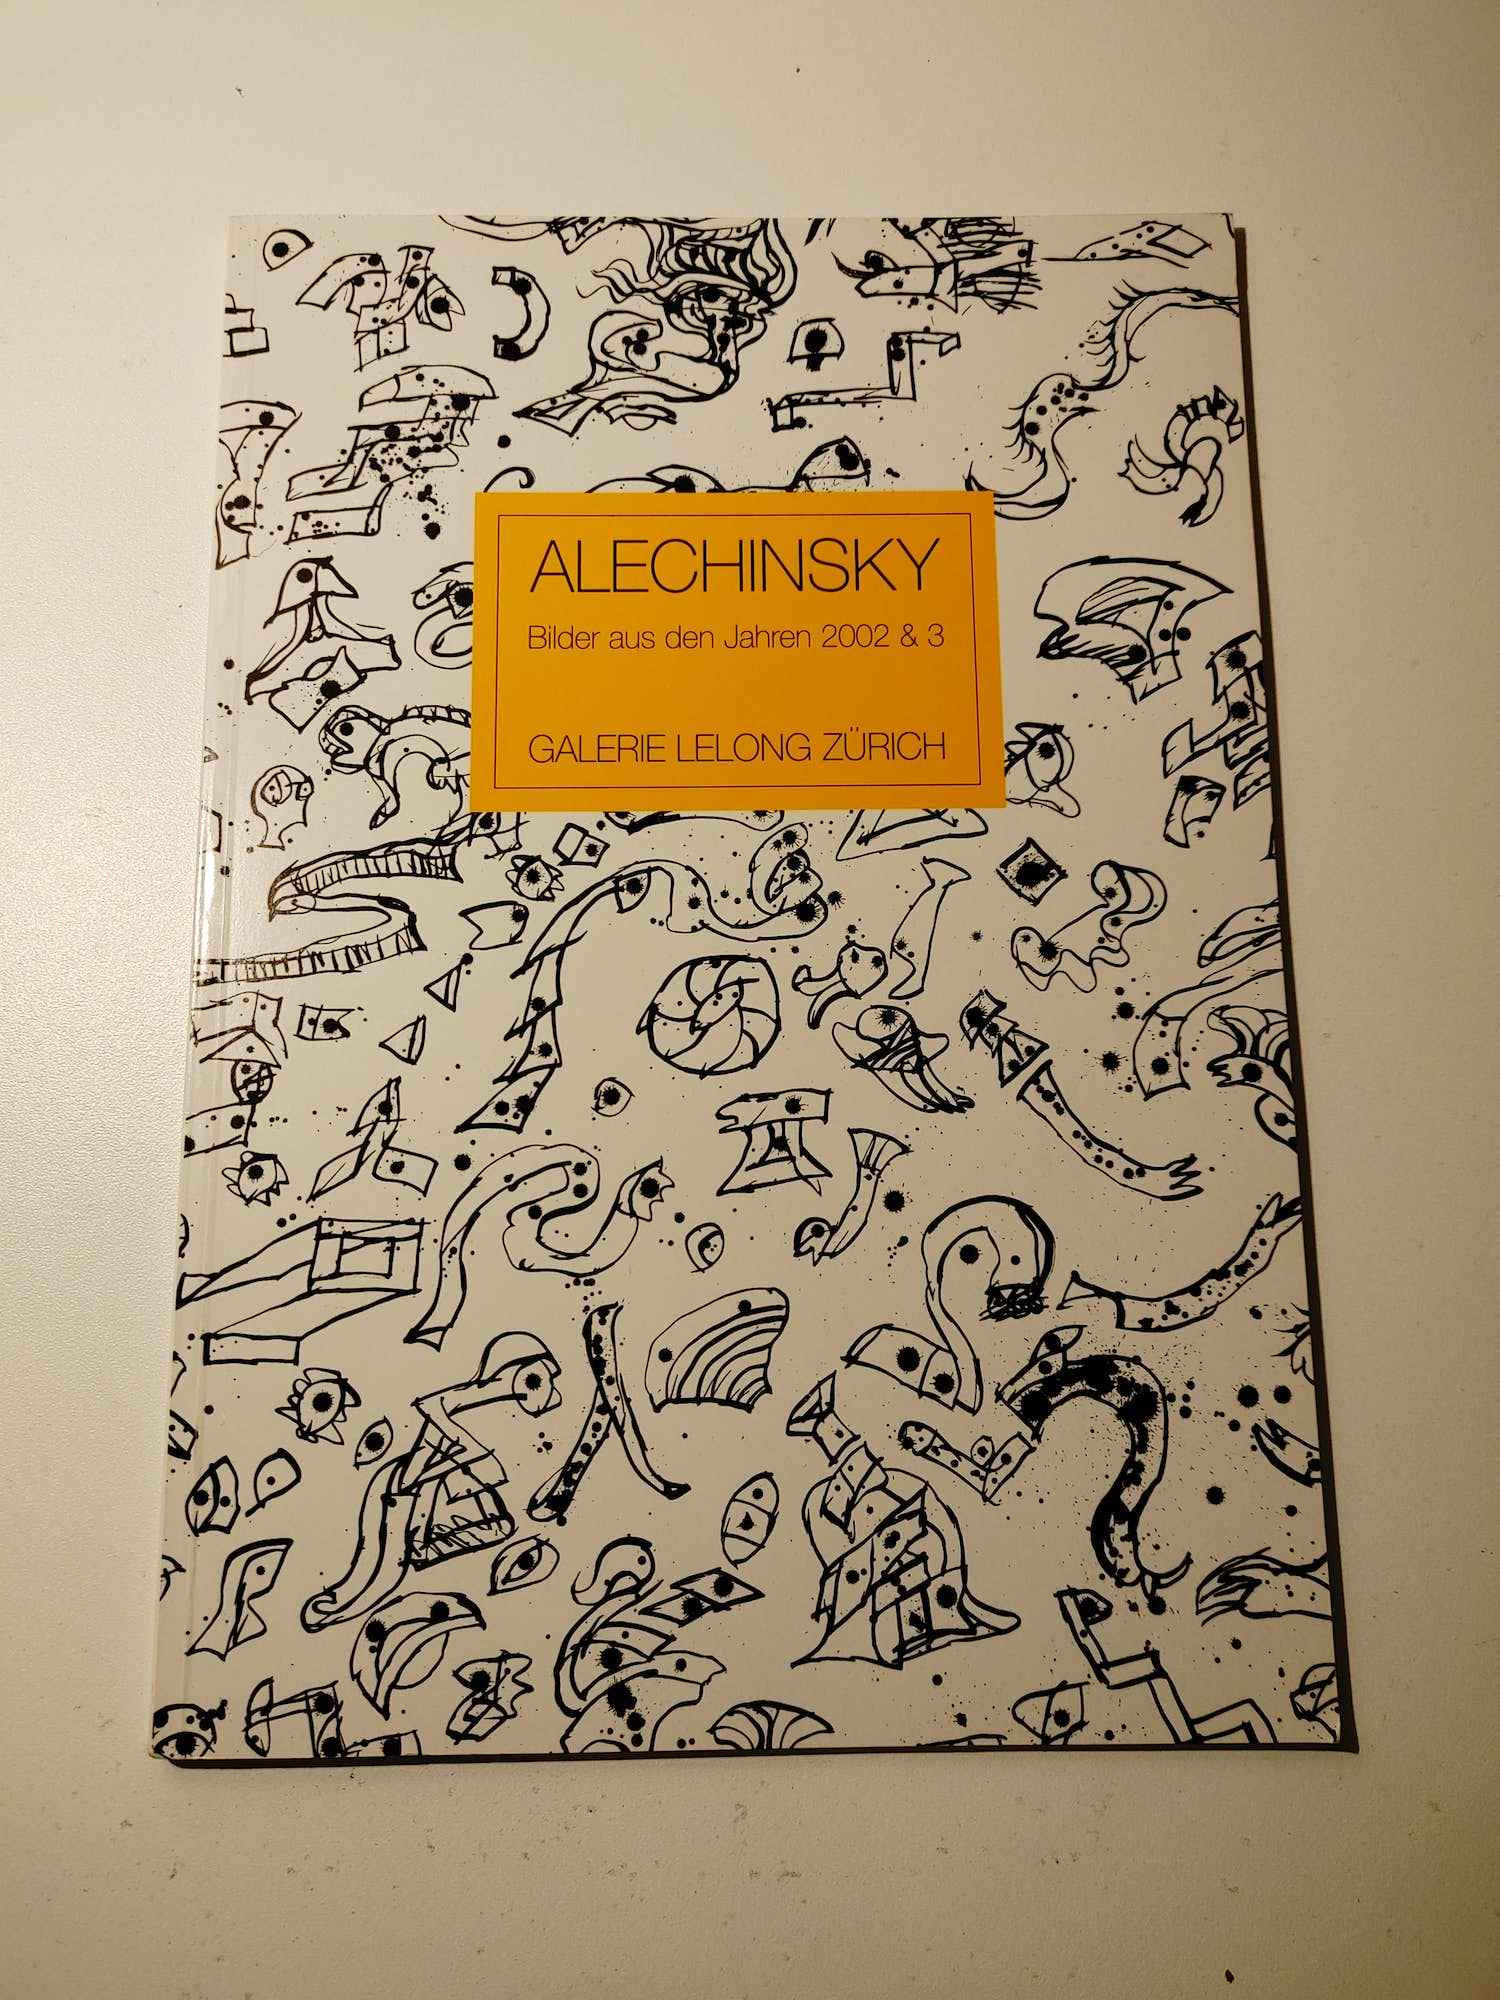 ALECHINSKY
Bilder aus den Jahren 2002 & 3
GALERIE LELONG ZÜRICH